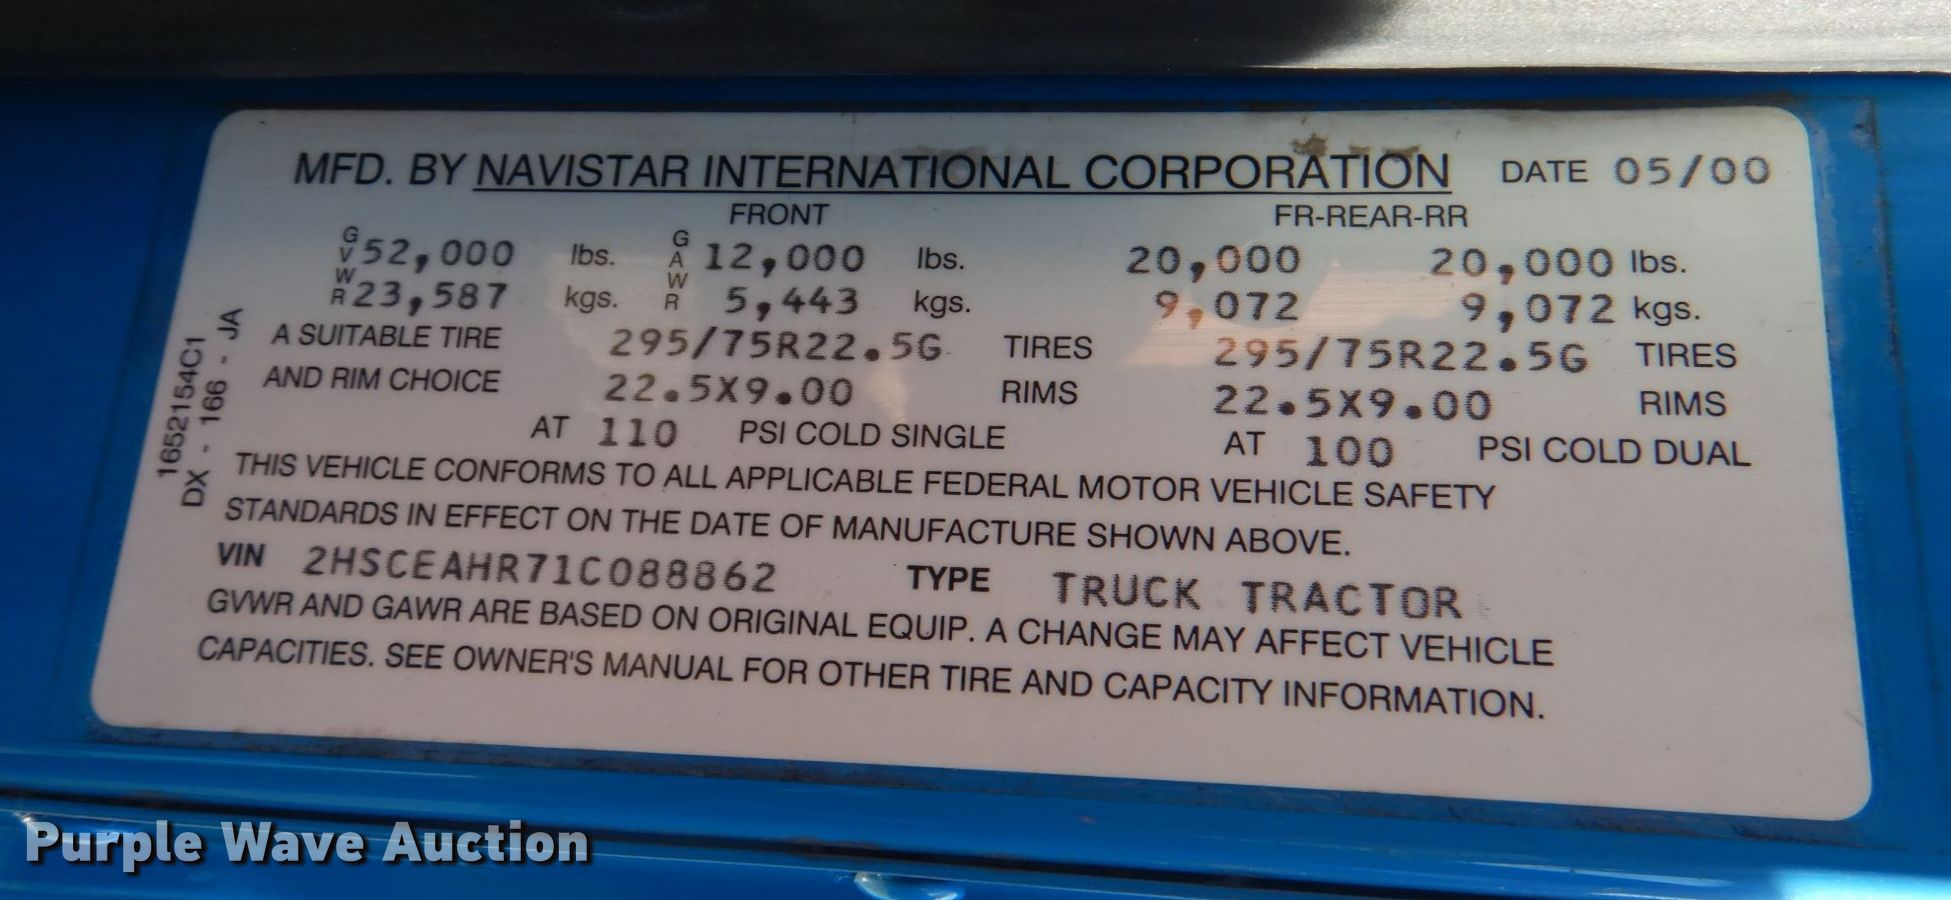 MFD. BY NAVISTAR INTERNATIONAL CORPORATION DATE 05/00
FRONT FR-REAR-RR
GVWR 52,000 lbs. GAWR 12,000 lbs. 20,000 20,000 lbs.
23,587 kgs. 5,443 kgs. 9,072 9,072 kgs.
A SUITABLE TIRE 295/75R22.5G TIRES 295/75R22.5G TIRES
AND RIM CHOICE 22.5X9.00 RIMS 22.5X9.00 RIMS
AT 110 PSI COLD SINGLE AT 100 PSI COLD DUAL
THIS VEHICLE CONFORMS TO ALL APPLICABLE FEDERAL MOTOR VEHICLE SAFETY
STANDARDS IN EFFECT ON THE DATE OF MANUFACTURE SHOWN ABOVE.
VIN 2HSCEAHR71C088862 TYPE TRUCK TRACTOR
GVWR AND GAWR ARE BASED ON ORIGINAL EQUIP. A CHANGE MAY AFFECT VEHICLE
CAPACITIES. SEE OWNER'S MANUAL FOR OTHER TIRE AND CAPACITY INFORMATION.
1652154C1
DX - 166 - JA
Purple Wave Auction